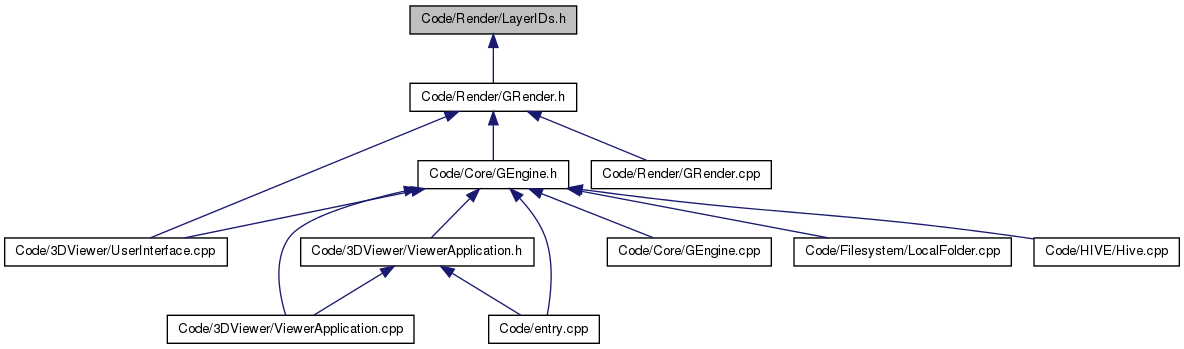 Code/Render/LayerIDs.h
Code/Render/GRender.h
Code/Core/GEngine.h
Code/Render/GRender.cpp
Code/3DViewer/UserInterface.cpp
Code/3DViewer/ViewerApplication.h
Code/Core/GEngine.cpp
Code/Filesystem/LocalFolder.cpp
Code/HIVE/Hive.cpp
Code/3DViewer/ViewerApplication.cpp
Code/entry.cpp